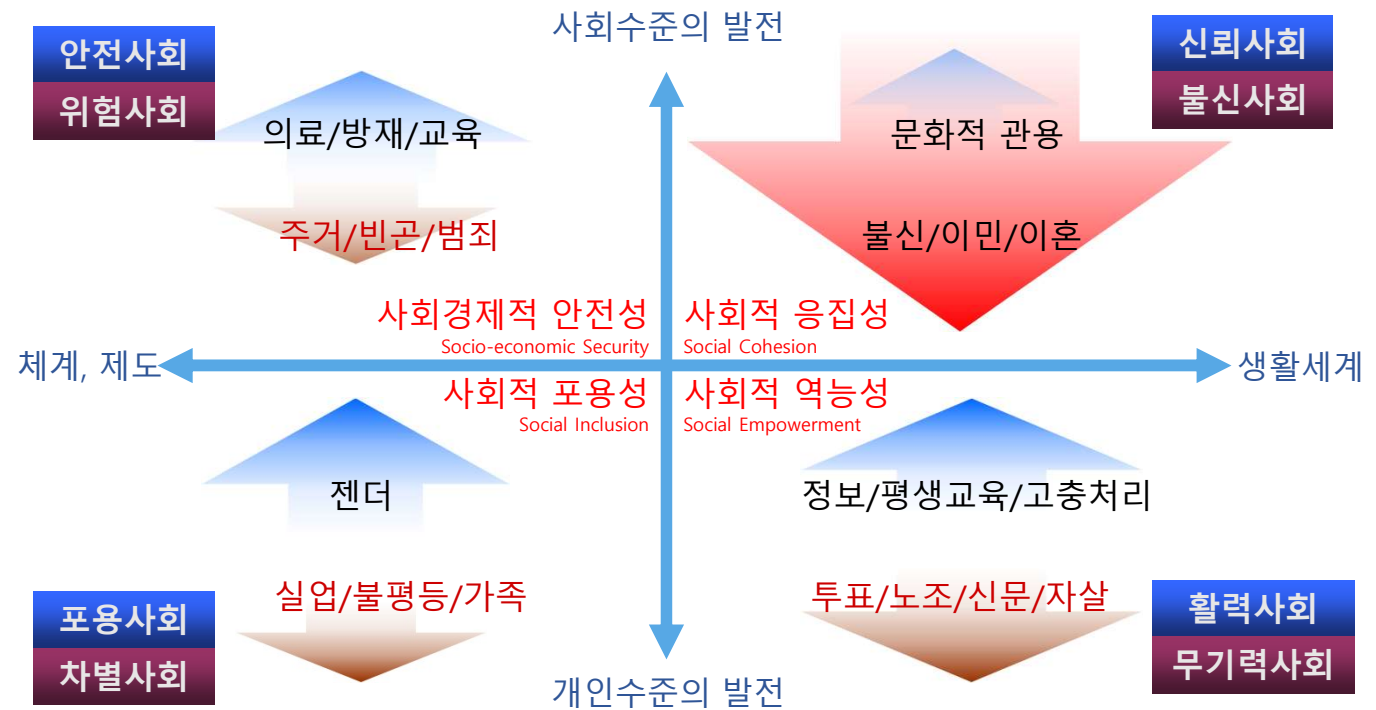 사회수준의 발전
안전사회
위험사회
의료/방재/교육
주거/빈곤/범죄
신뢰사회
불신사회
문화적 관용
불신/이민/이혼
사회경제적 안전성
Socio-economic Security
사회적 응집성
Social Cohesion
체계, 제도
생활세계
사회적 포용성
Social Inclusion
사회적 역능성
Social Empowerment
젠더
실업/불평등/가족
정보/평생교육/고충처리
투표/노조/신문/자살
포용사회
차별사회
활력사회
무기력사회
개인수준의 발전